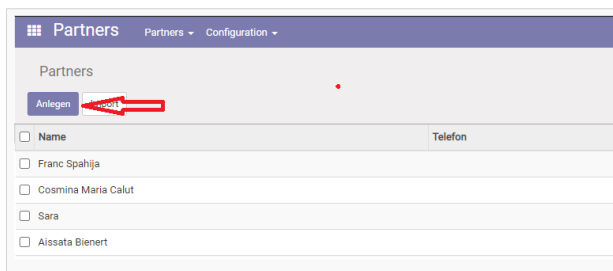 Partners Partners Configuration
Partners
Anlegen
Name Telefon
Franc Spahija
Cosmina Maria Calut
Sara
Aissata Bienert